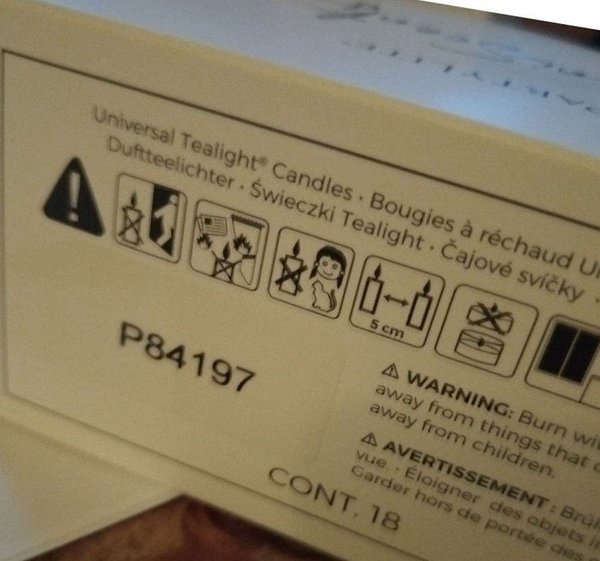 Universal Tealight® Candles · Bougies à réchaud
Duftteelichter · Świeczki Tealight · Čajové svíčky ·
5 cm
P84197
⚠ WARNING: Burn
away from things that
away from children.
⚠ AVERTISSEMENT :
vue. · Éloigner des objets
Garder hors de portée des
CONT. 18